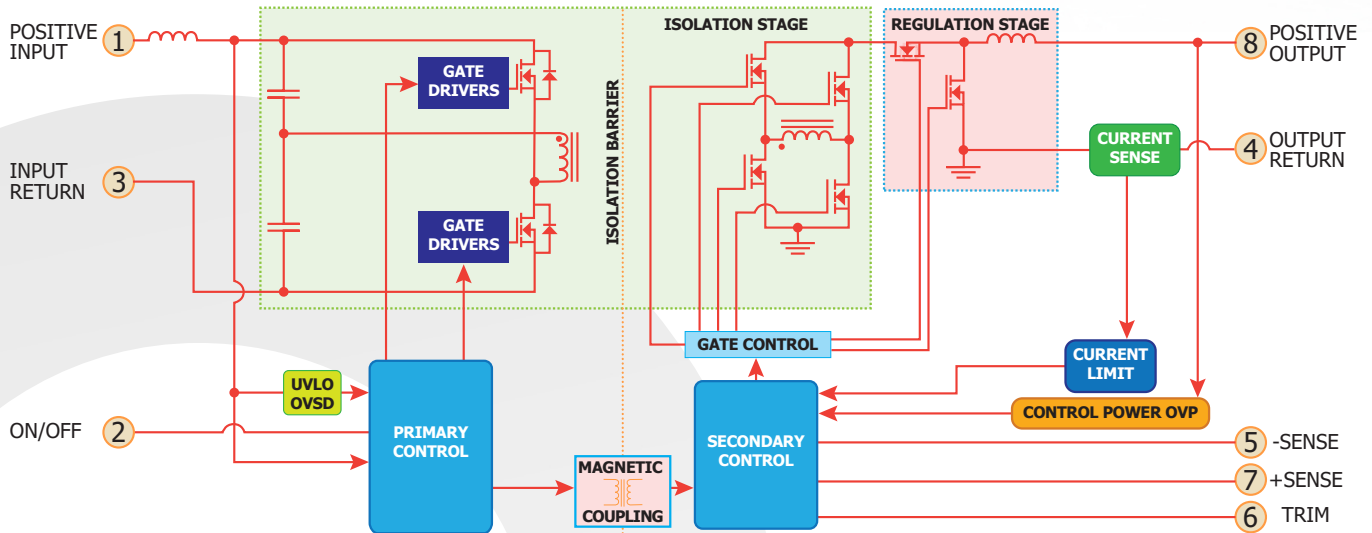 POSITIVE
INPUT
1
INPUT
RETURN
3
ON/OFF
2
GATE
DRIVERS
GATE
DRIVERS
ISOLATION BARRIER
ISOLATION STAGE
REGULATION STAGE
8
POSITIVE
OUTPUT
CURRENT
SENSE
4
OUTPUT
RETURN
GATE CONTROL
CURRENT
LIMIT
CONTROL POWER OVP
UVLO
OVSD
PRIMARY
CONTROL
MAGNETIC
COUPLING
SECONDARY
CONTROL
5
-SENSE
7
+SENSE
6
TRIM